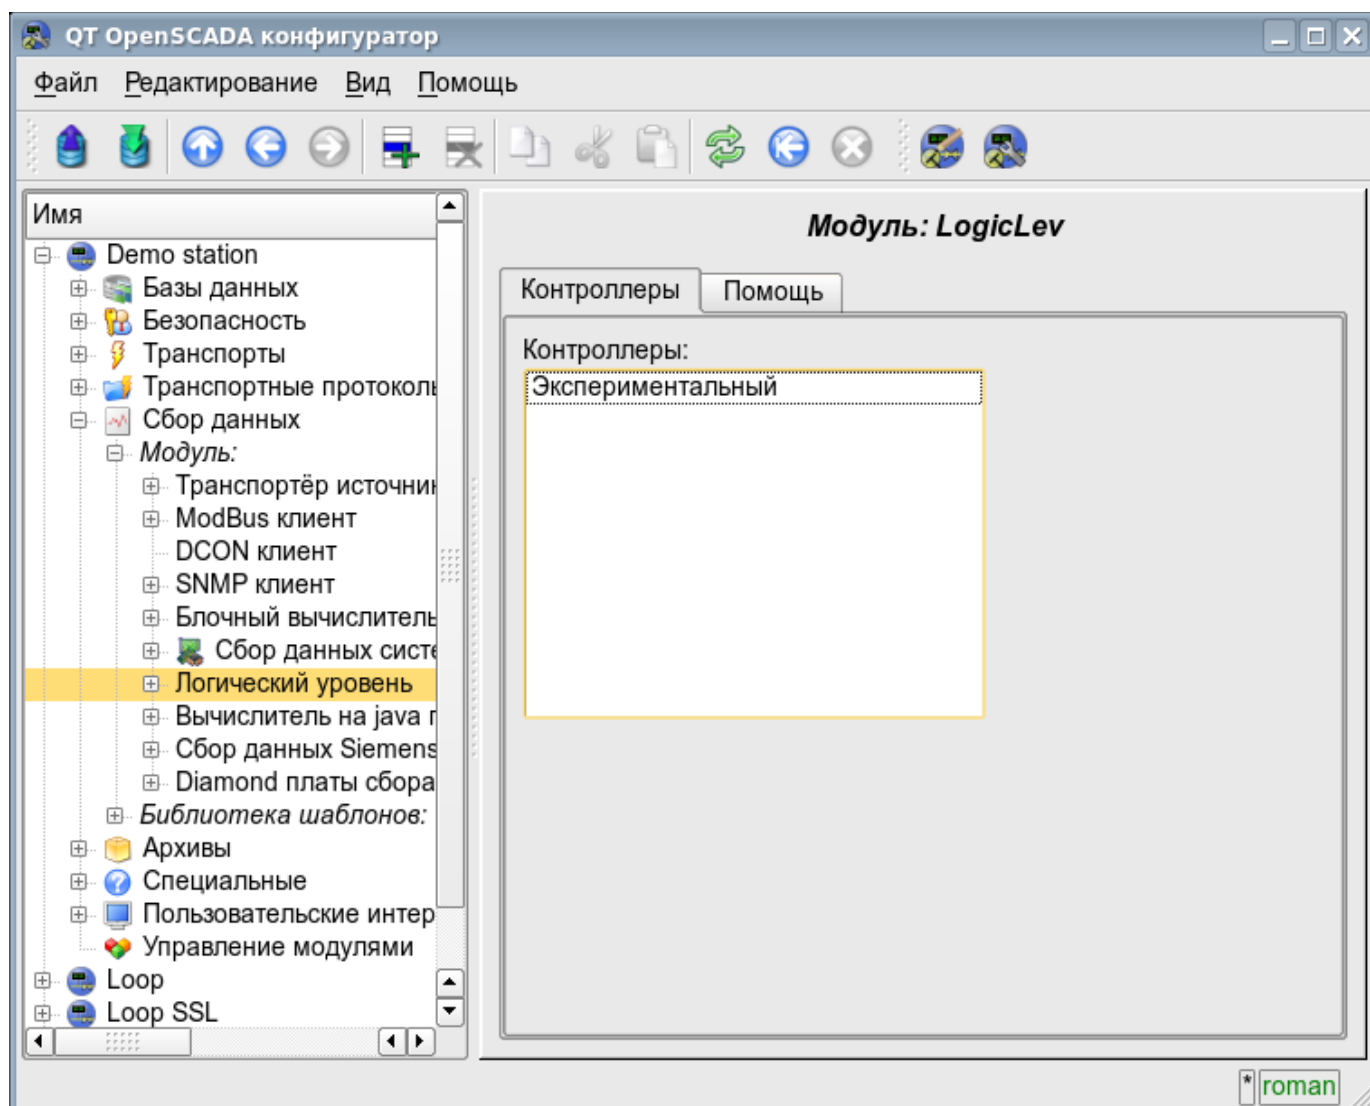 QT OpenSCADA конфигуратор
Файл Редактирование Вид Помощь
Имя
Demo station
Базы данных
Безопасность
Транспорты
Транспортные протоколы
Сбор данных
Модуль:
Транспортёр источник
ModBus клиент
DCON клиент
SNMP клиент
Блочный вычислитель
Сбор данных систе
Логический уровень
Вычислитель на java п
Сбор данных Siemens
Diamond платы сбора
Библиотека шаблонов:
Архивы
Специальные
Пользовательские интер
Управление модулями
Loop
Loop SSL
Модуль: LogicLev
Контроллеры Помощь
Контроллеры:
Экспериментальный
* roman